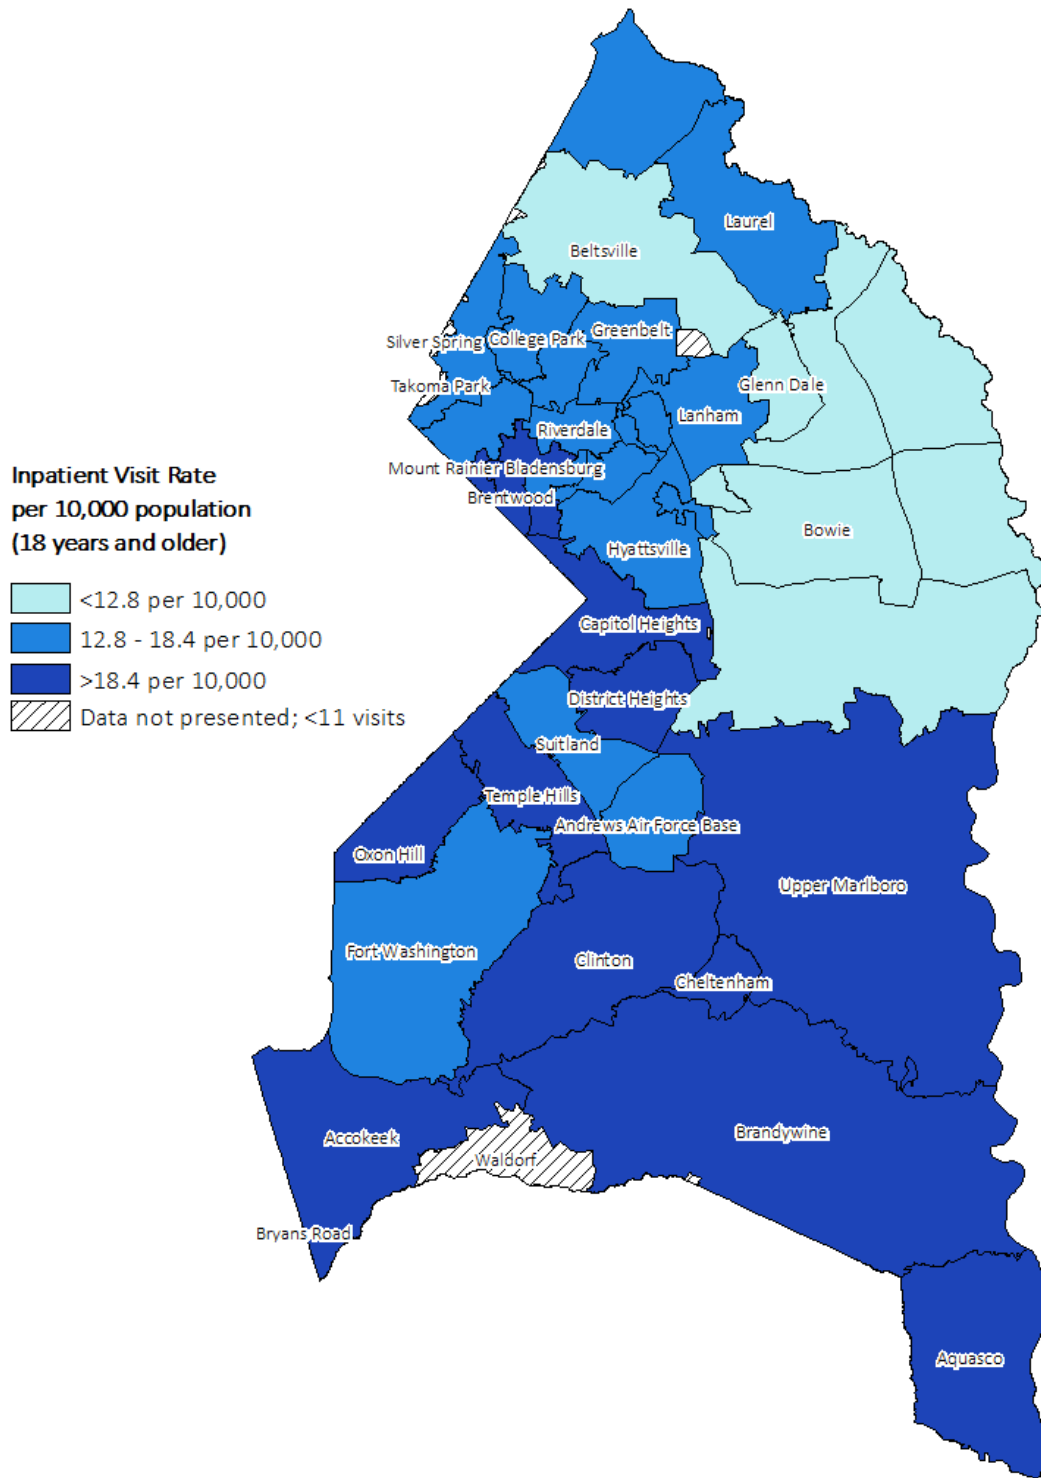 Laurel
Beltsville
Greenbelt
Silver Spring
College Park
Takoma Park
Glenn Dale
Lanham
Riverdale
Mount Rainier
Bladensburg
Brentwood
Bowie
Hyattsville
Inpatient Visit Rate
per 10,000 population
(18 years and older)
<12.8 per 10,000
12.8 - 18.4 per 10,000
>18.4 per 10,000
Data not presented; <11 visits
Capitol Heights
District Heights
Suitland
Temple Hills
Andrews Air Force Base
Oxon Hill
Upper Marlboro
Fort Washington
Clinton
Cheltenham
Accokeek
Brandywine
Waldorf
Bryans Road
Aquasco